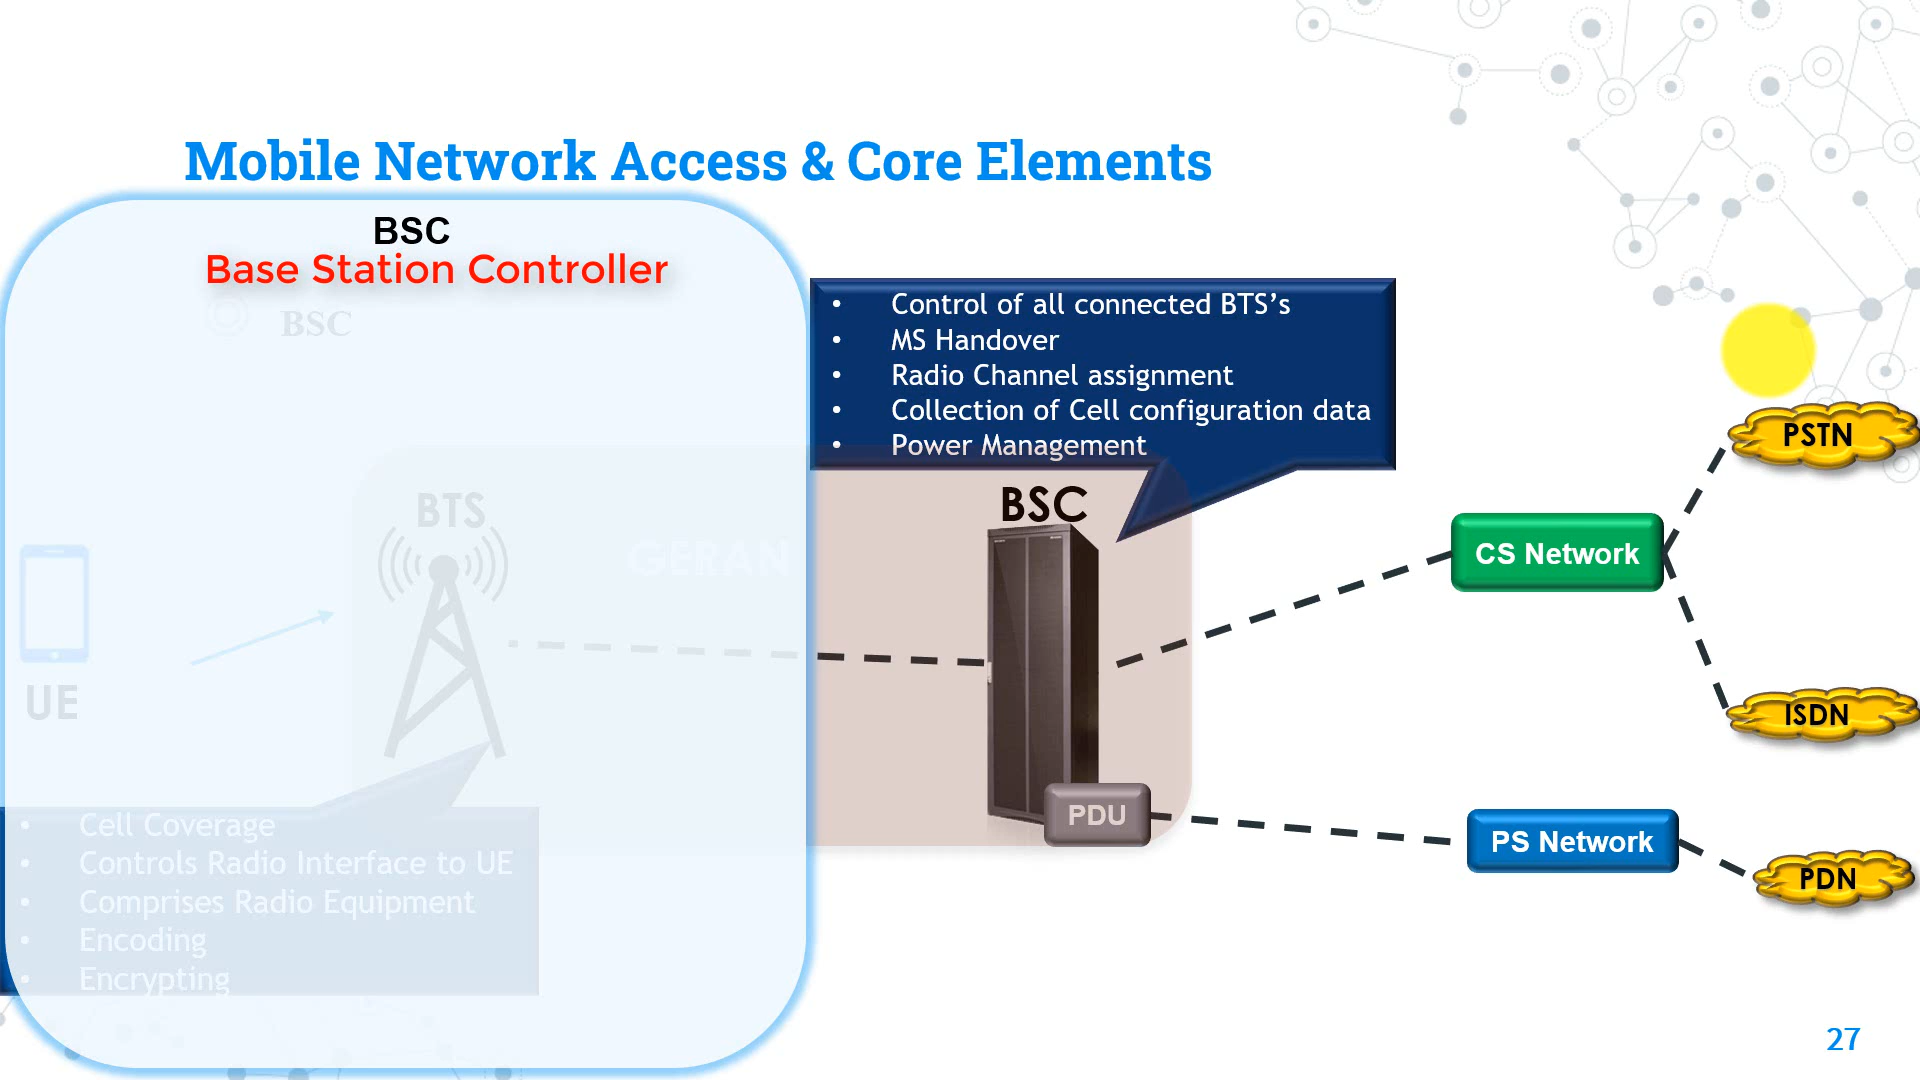 Mobile Network Access & Core Elements
BSC
Base Station Controller
BSC
• Control of all connected BTS’s
• MS Handover
• Radio Channel assignment
• Collection of Cell configuration data
• Power Management
PSTN
BTS
BSC
GERAN
CS Network
UE
ISDN
PDU
PS Network
PDN
• Cell Coverage
• Controls Radio Interface to UE
• Comprises Radio Equipment
• Encoding
• Encrypting
27